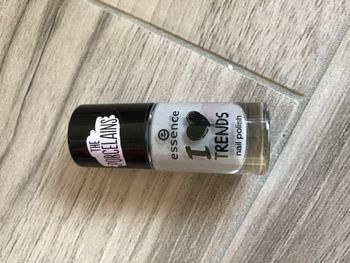 THE
PORCELAINS
e
essence
I
TRENDS
nail polish